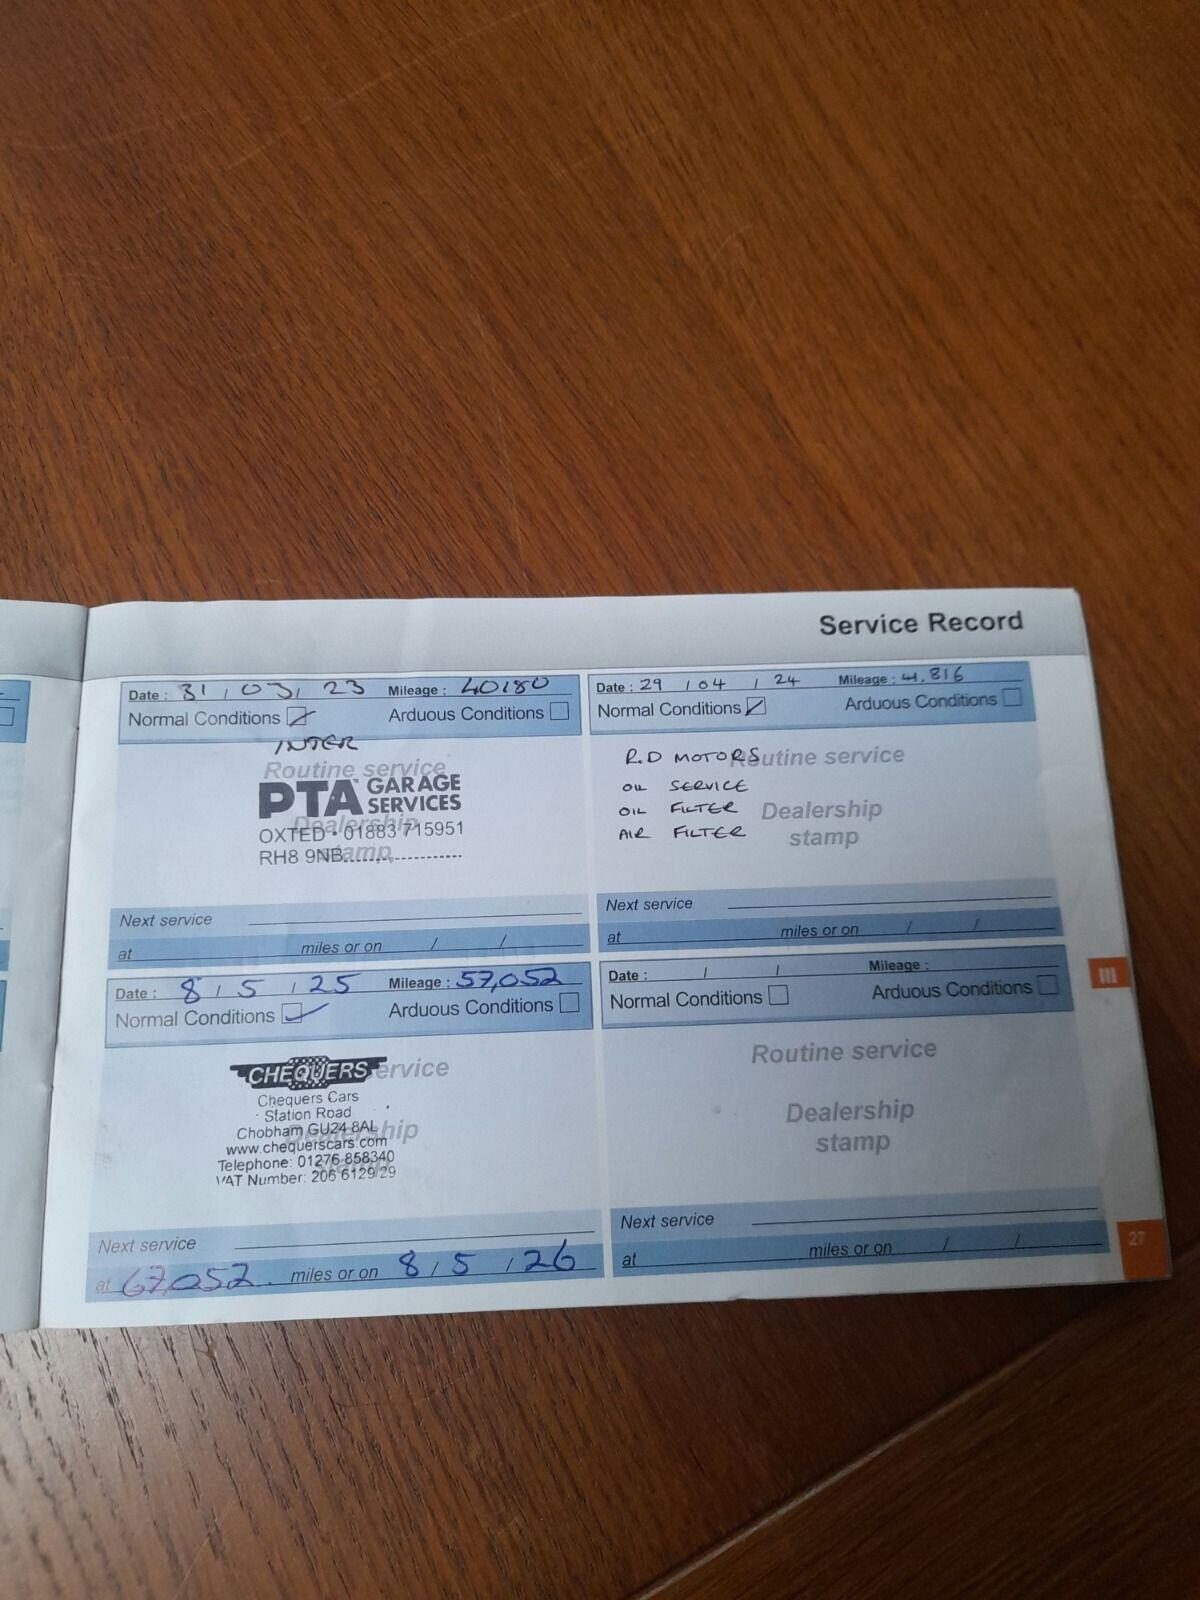 Service Record
Date : 31 / 03 / 23 Mileage : 40180
Normal Conditions Arduous Conditions
INTER
Routine service
PTA GARAGE SERVICES
Dealership
OXTED • 01883 715951
stamp
RH8 9NB
Next service
at miles or on / /
Date : 29 / 04 / 24 Mileage : 41,816
Normal Conditions Arduous Conditions
R.D MOTORS Routine service
OIL SERVICE
OIL FILTER Dealership
AIR FILTER stamp
Next service
at miles or on / /
Date : 8 / 5 / 25 Mileage : 57,052
Normal Conditions Arduous Conditions
CHEQUERS service
Chequers Cars
Station Road
Chobham GU24 8AL
Dealership
www.chequerscars.com
Telephone: 01276 858340
stamp
VAT Number: 206 6129 29
Next service
at 67,052 miles or on 8 / 5 / 26
Date : / / Mileage :
Normal Conditions Arduous Conditions
Routine service
Dealership
stamp
Next service
at miles or on / /
III
27